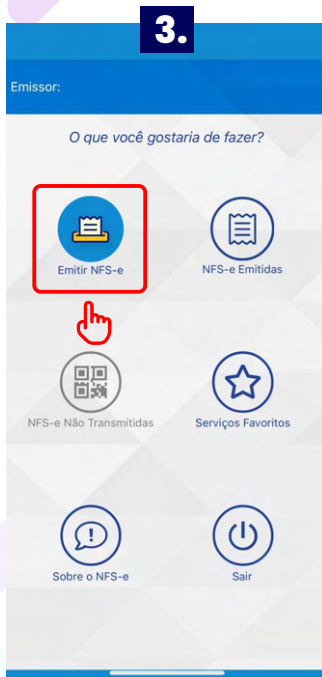 3.
Emissor:
O que você gostaria de fazer?
Emitir NFS-e
NFS-e Emitidas
NFS-e Não Transmitidas
Serviços Favoritos
Sobre o NFS-e
Sair